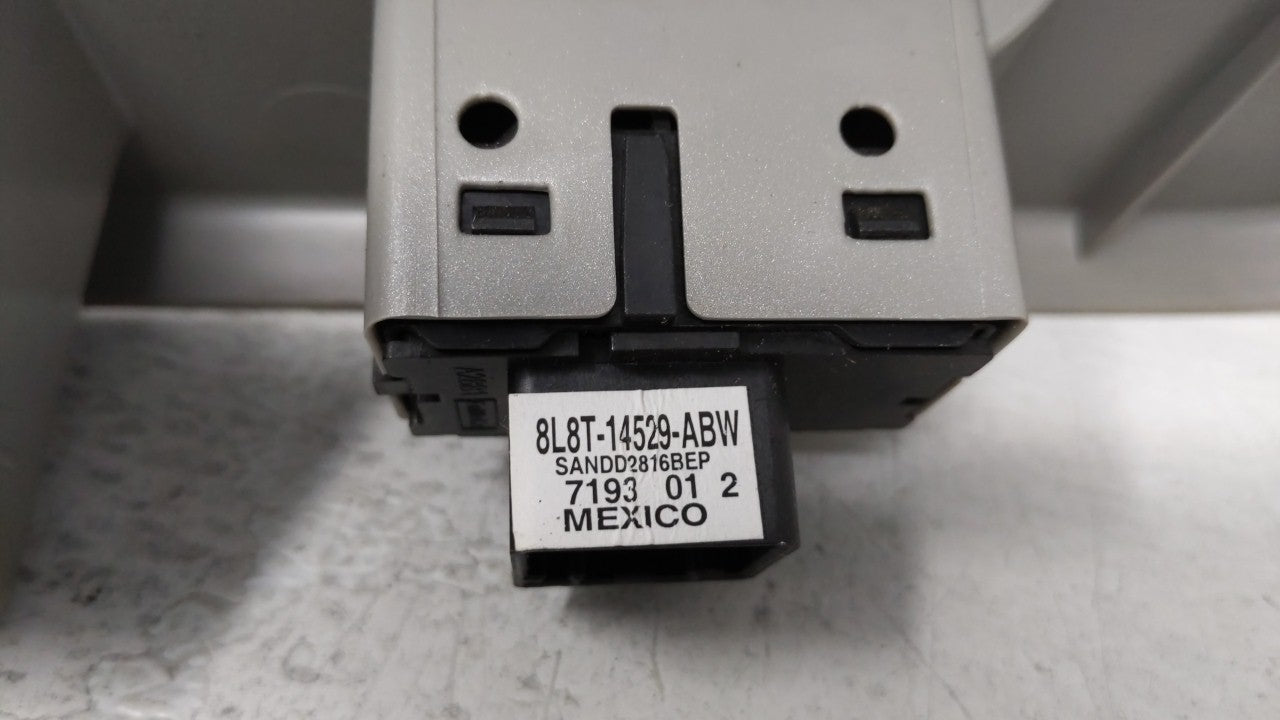 8L8T-14529-ABW
SANDD2816BEP
7193 01 2
MEXICO